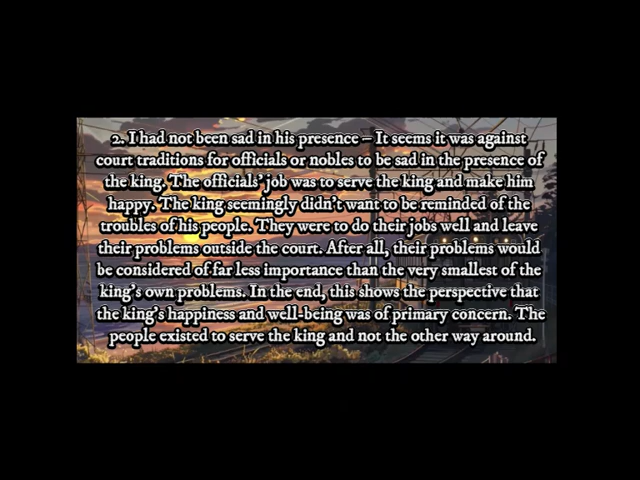 2. I had not been sad in his presence – It seems it was against
court traditions for officials or nobles to be sad in the presence of
the king. The officials' job was to serve the king and make him
happy. The king seemingly didn't want to be reminded of the
troubles of his people. They were to do their jobs well and leave
their problems outside the court. After all, their problems would
be considered of far less importance than the very smallest of the
king's own problems. In the end, this shows the perspective that
the king's happiness and well-being was of primary concern. The
people existed to serve the king and not the other way around.